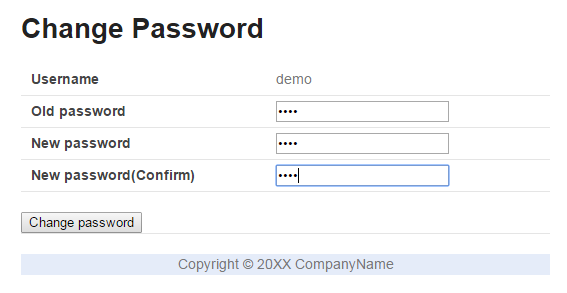 Change Password
Username demo
Old password ••••
New password ••••
New password(Confirm) ••••
Change password
Copyright © 20XX CompanyName